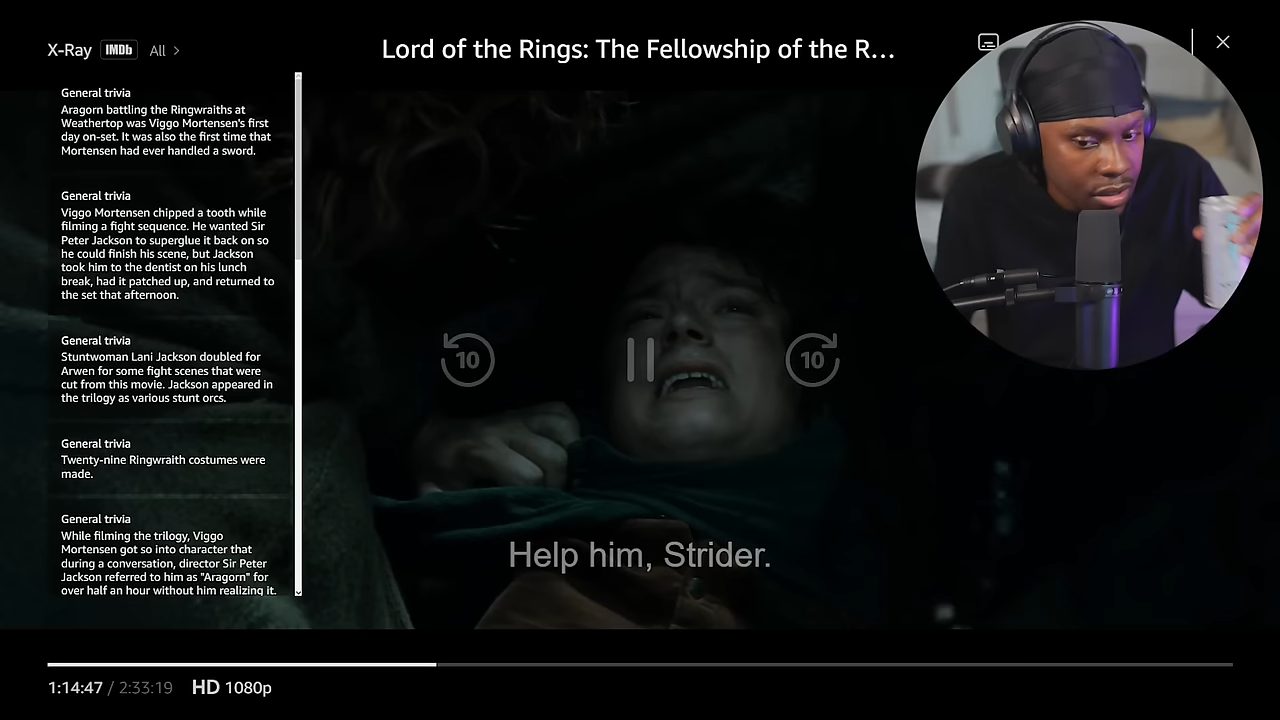 X-Ray IMDb All >
Lord of the Rings: The Fellowship of the R...
General trivia
Aragorn battling the Ringwraiths at
Weathertop was Viggo Mortensen's first
day on-set. It was also the first time that
Mortensen had ever handled a sword.
General trivia
Viggo Mortensen chipped a tooth while
filming a fight sequence. He wanted Sir
Peter Jackson to superglue it back on so
he could finish his scene, but Jackson
took him to the dentist on his lunch
break, had it patched up, and returned to
the set that afternoon.
General trivia
Stuntwoman Lani Jackson doubled for
Arwen for some fight scenes that were
cut from this movie. Jackson appeared in
the trilogy as various stunt orcs.
General trivia
Twenty-nine Ringwraith costumes were
made.
General trivia
While filming the trilogy, Viggo
Mortensen got so into character that
during a conversation, director Sir Peter
Jackson referred to him as "Aragorn" for
over half an hour without him realizing it.
10
10
Help him, Strider.
1:14:47 / 2:33:19 HD 1080p